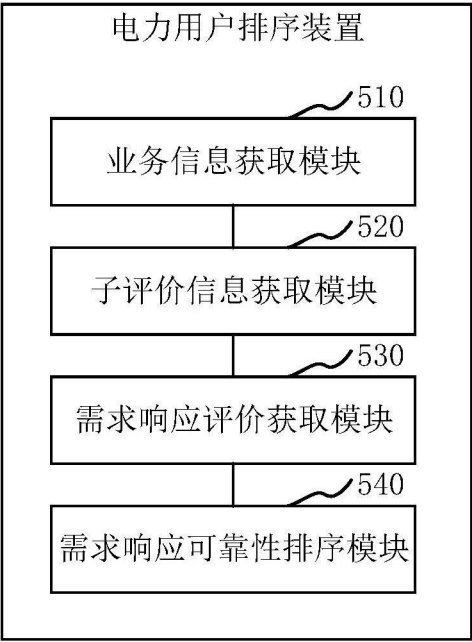 电力用户排序装置
510
业务信息获取模块
520
子评价信息获取模块
530
需求响应评价获取模块
540
需求响应可靠性排序模块